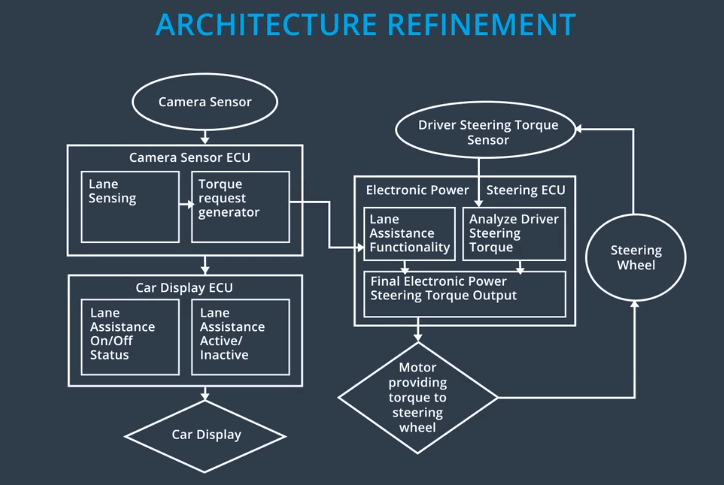 ARCHITECTURE REFINEMENT
Camera Sensor
Camera Sensor ECU
Lane
Sensing
Torque
request
generator
Car Display ECU
Lane
Assistance
On/Off
Status
Lane
Assistance
Active/
Inactive
Car Display
Driver Steering Torque
Sensor
Electronic Power Steering ECU
Lane
Assistance
Functionality
Analyze Driver
Steering
Torque
Final Electronic Power
Steering Torque Output
Motor
providing
torque to
steering
wheel
Steering
Wheel